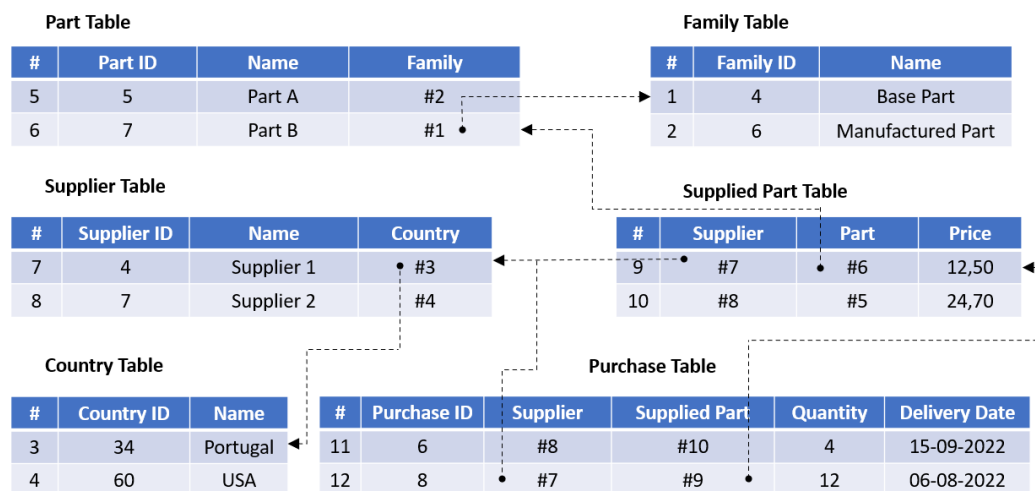 Part Table
# Part ID Name Family
5 5 Part A #2
6 7 Part B #1
Family Table
# Family ID Name
1 4 Base Part
2 6 Manufactured Part
Supplier Table
# Supplier ID Name Country
7 4 Supplier 1 #3
8 7 Supplier 2 #4
Supplied Part Table
# Supplier Part Price
9 #7 #6 12,50
10 #8 #5 24,70
Country Table
# Country ID Name
3 34 Portugal
4 60 USA
Purchase Table
# Purchase ID Supplier Supplied Part Quantity Delivery Date
11 6 #8 #10 4 15-09-2022
12 8 #7 #9 12 06-08-2022